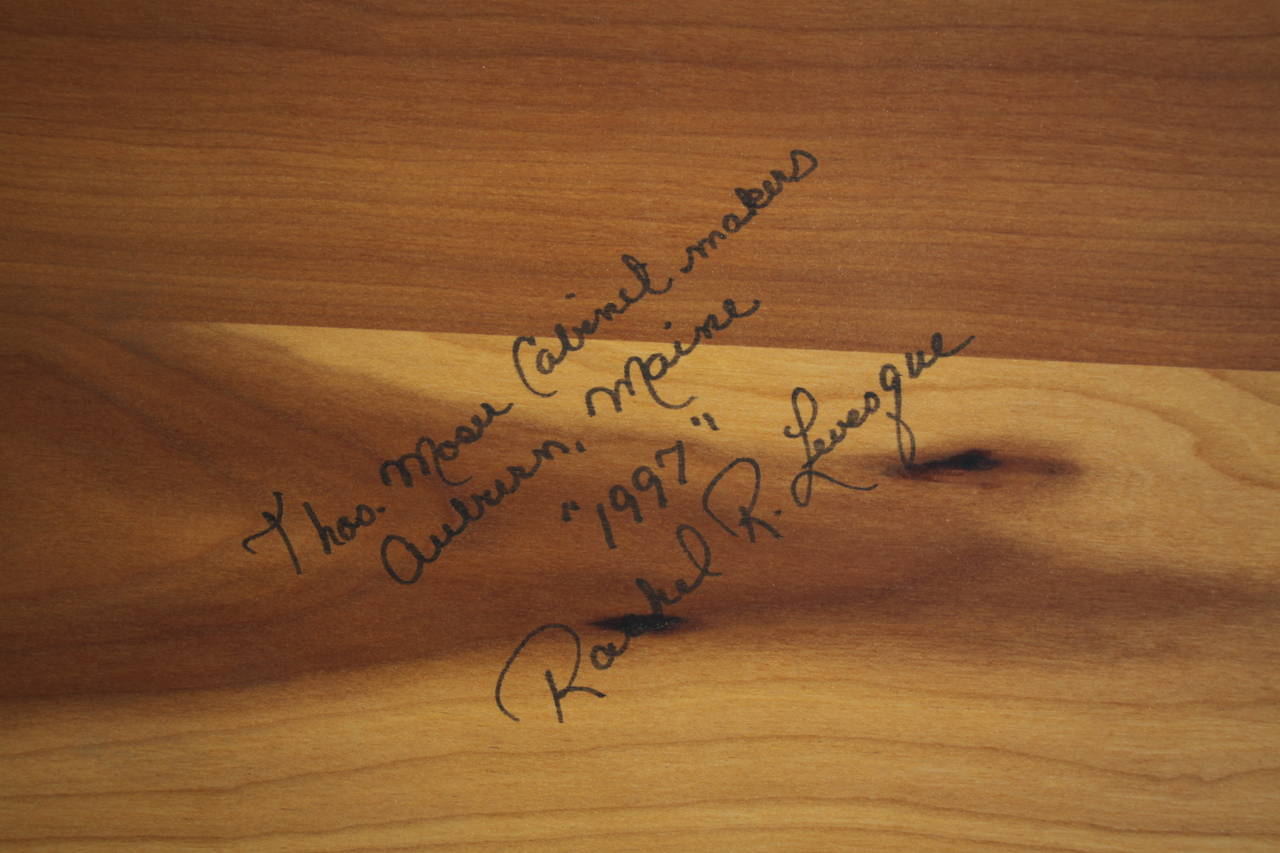 Thos. Moser Cabinet makers
Auburn, Maine
"1997"
Rachel R. Levesque